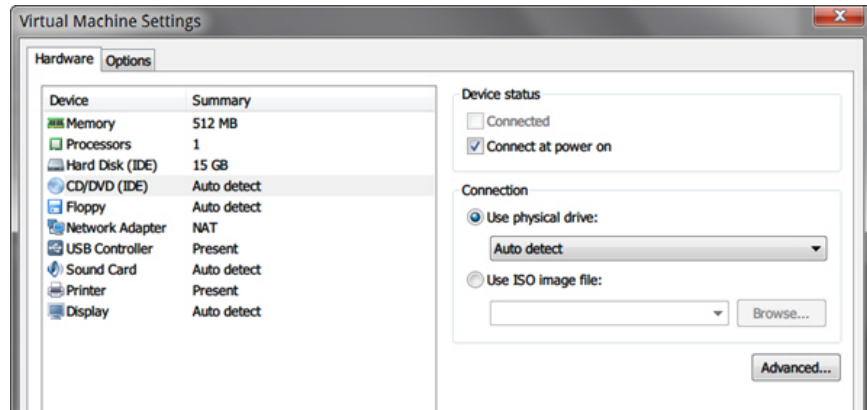 Virtual Machine Settings
Hardware Options
Device Summary
Memory 512 MB
Processors 1
Hard Disk (IDE) 15 GB
CD/DVD (IDE) Auto detect
Floppy Auto detect
Network Adapter NAT
USB Controller Present
Sound Card Auto detect
Printer Present
Display Auto detect
Device status
Connected
Connect at power on
Connection
Use physical drive:
Auto detect
Use ISO image file:
Browse...
Advanced...